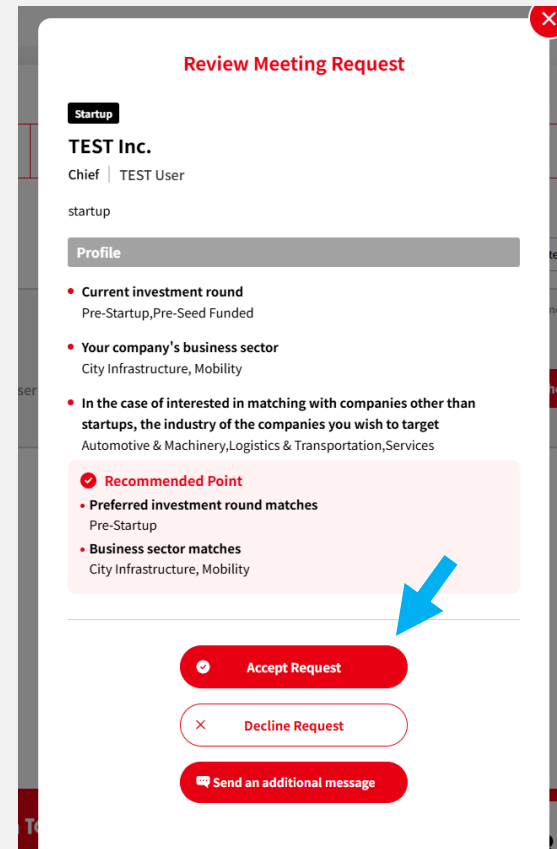 Review Meeting Request
Startup
TEST Inc.
Chief | TEST User
startup
Profile
Current investment round
Pre-Startup,Pre-Seed Funded
Your company's business sector
City Infrastructure, Mobility
In the case of interested in matching with companies other than
startups, the industry of the companies you wish to target
Automotive & Machinery,Logistics & Transportation,Services
Recommended Point
Preferred investment round matches
Pre-Startup
Business sector matches
City Infrastructure, Mobility
Accept Request
Decline Request
Send an additional message